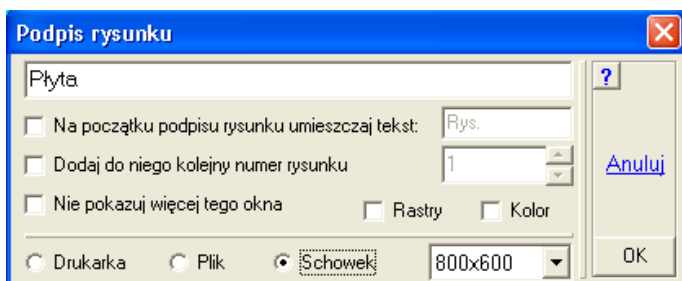 Podpis rysunku
Płyta
?
Na początku podpisu rysunku umieszczaj tekst: Rys.
Dodaj do niego kolejny numer rysunku 1
Anuluj
Nie pokazuj więcej tego okna Rastry Kolor
Drukarka Plik Schowek 800x600 OK